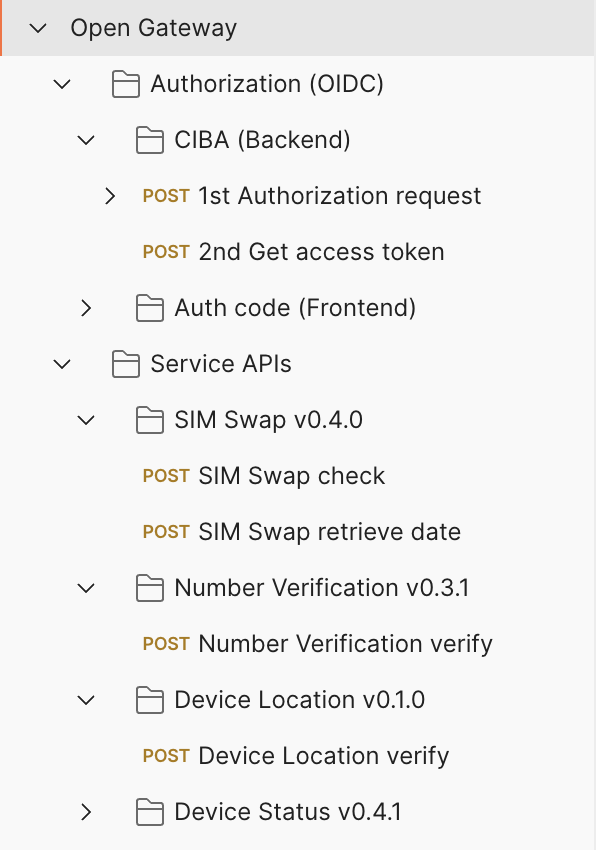 Open Gateway
Authorization (OIDC)
CIBA (Backend)
POST 1st Authorization request
POST 2nd Get access token
Auth code (Frontend)
Service APIs
SIM Swap v0.4.0
POST SIM Swap check
POST SIM Swap retrieve date
Number Verification v0.3.1
POST Number Verification verify
Device Location v0.1.0
POST Device Location verify
Device Status v0.4.1